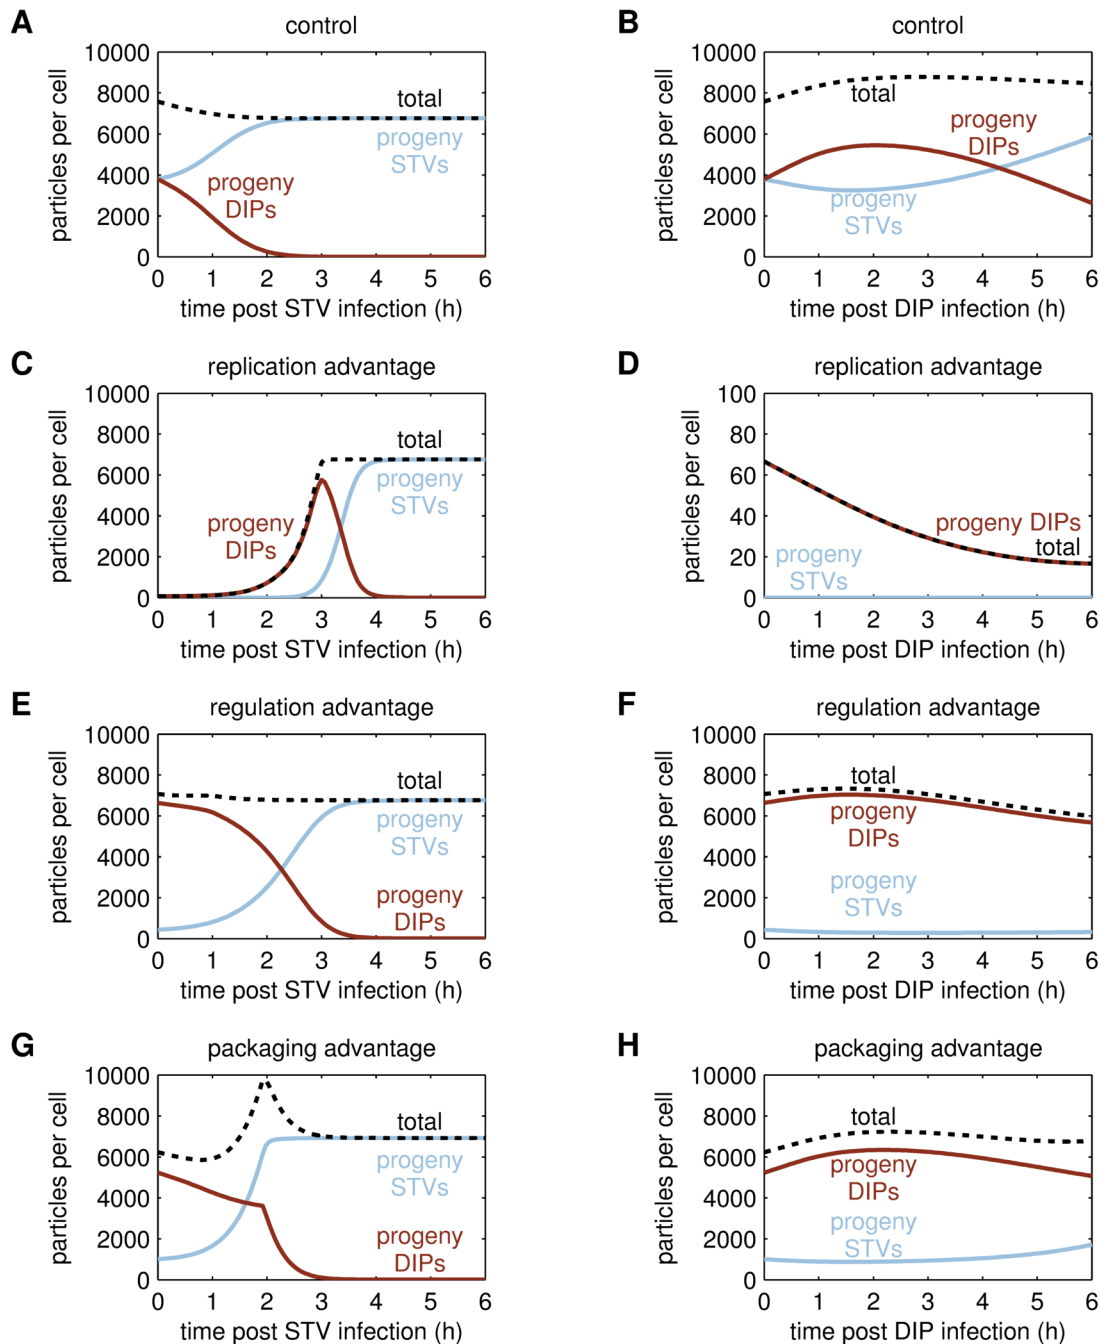 A
control
10000
8000
6000
4000
2000
0
particles per cell
total
progeny
STVs
progeny
DIPs
0 1 2 3 4 5 6
time post STV infection (h)
B
control
10000
8000
6000
4000
2000
0
particles per cell
total
progeny
DIPs
progeny
STVs
0 1 2 3 4 5 6
time post DIP infection (h)
C
replication advantage
10000
8000
6000
4000
2000
0
particles per cell
total
progeny
STVs
progeny
DIPs
0 1 2 3 4 5 6
time post STV infection (h)
D
replication advantage
100
80
60
40
20
0
particles per cell
progeny DIPs
total
progeny
STVs
0 1 2 3 4 5 6
time post DIP infection (h)
E
regulation advantage
10000
8000
6000
4000
2000
0
particles per cell
total
progeny
STVs
progeny
DIPs
0 1 2 3 4 5 6
time post STV infection (h)
F
regulation advantage
10000
8000
6000
4000
2000
0
particles per cell
total
progeny
DIPs
progeny
STVs
0 1 2 3 4 5 6
time post DIP infection (h)
G
packaging advantage
10000
8000
6000
4000
2000
0
particles per cell
total
progeny
STVs
progeny
DIPs
0 1 2 3 4 5 6
time post STV infection (h)
H
packaging advantage
10000
8000
6000
4000
2000
0
particles per cell
total
progeny
DIPs
progeny
STVs
0 1 2 3 4 5 6
time post DIP infection (h)